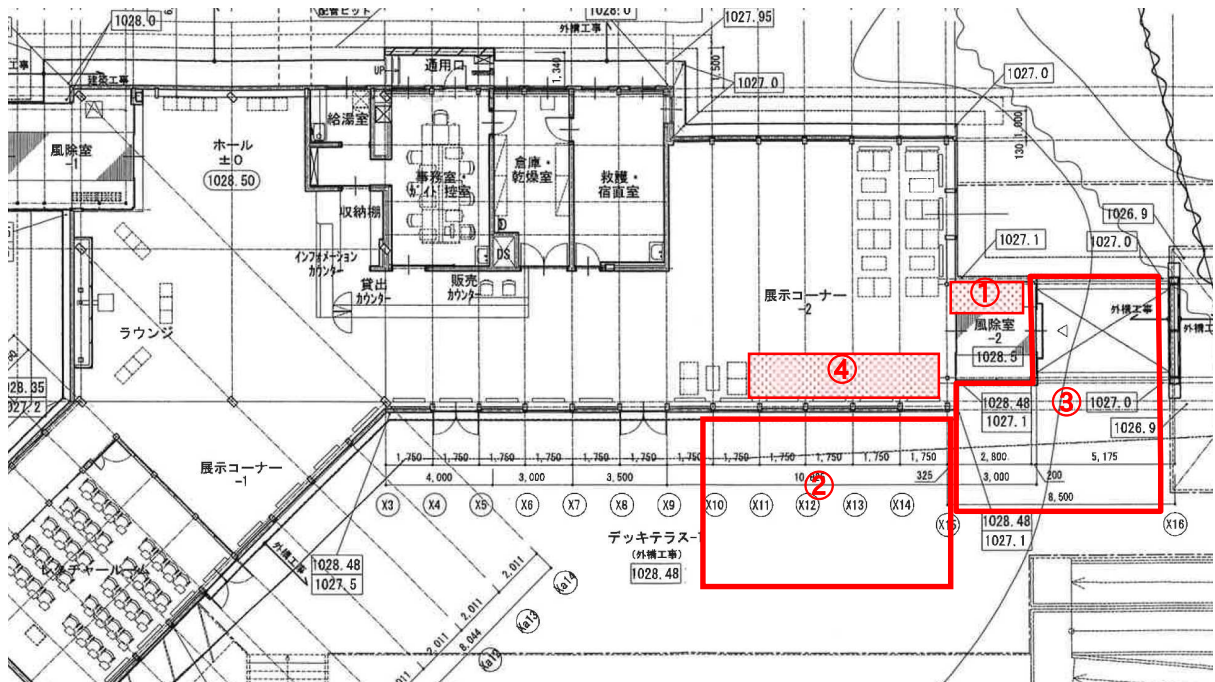 1028.0
配管ピット
1028.0
外構工事
1027.95
工事
建築工事
UP
通用口
1,340
1,500
1027.0
1027.0
給湯室
風除室
-1
ホール
±0
1028.50
事務室・
ガイド控室
倉庫・
乾燥室
救護・
宿直室
130
1,000
収納棚
1026.9
1027.1
1027.0
インフォメーション
カウンター
DS
貸出
カウンター
販売
カウンター
展示コーナー
-2
①
外構工事
外構工
ラウンジ
風除室
-2
1028.5
④
③
028.35
027.2
1028.48
1027.1
1027.0
1026.9
展示コーナー
-1
1,750
1,750
1,750
1,750
1,750
1,750
1,750
1,750
1,750
1,750
1,750
1,750
2,800
5,175
4,000
3,000
3,500
325
3,000
200
②
8,500
X3
X4
X5
X6
X7
X8
X9
X10
X11
X12
X13
X14
X15
X16
デッキテラス-1
(外構工事)
1028.48
1028.48
1027.1
レクチャールーム
外構工事
1028.48
1027.5
2,011
2,011
2,011
8,044
Xa14
Xa13
Xa12